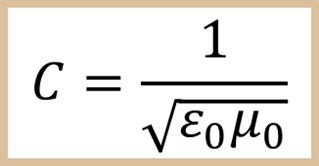 C = 1 / √(ε₀μ₀)